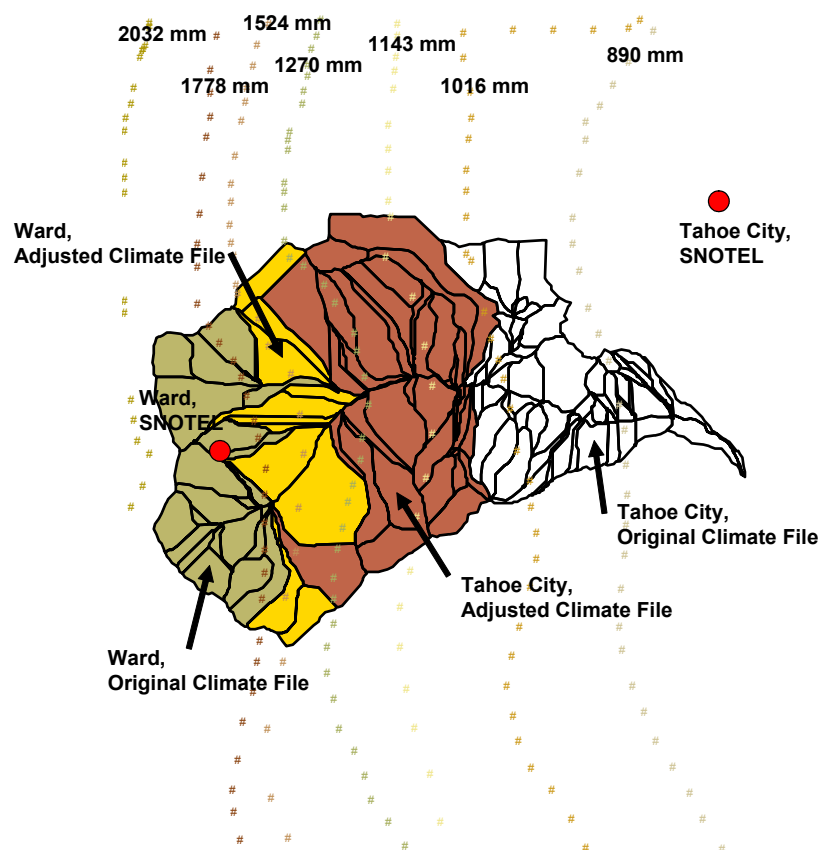 2032 mm
1524 mm
1143 mm
1270 mm
890 mm
1778 mm
1016 mm
Ward,
Adjusted Climate File
Tahoe City,
SNOTEL
Ward,
SNOTEL
Tahoe City,
Original Climate File
Tahoe City,
Adjusted Climate File
Ward,
Original Climate File